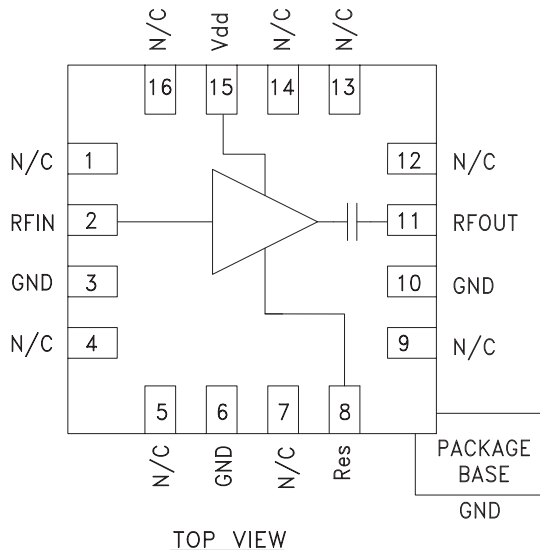 N/C
Vdd
N/C
N/C
16
15
14
13
N/C 1
12 N/C
RFIN 2
11 RFOUT
GND 3
10 GND
N/C 4
9 N/C
5
6
7
8
N/C
GND
N/C
Res
PACKAGE
BASE
GND
TOP VIEW